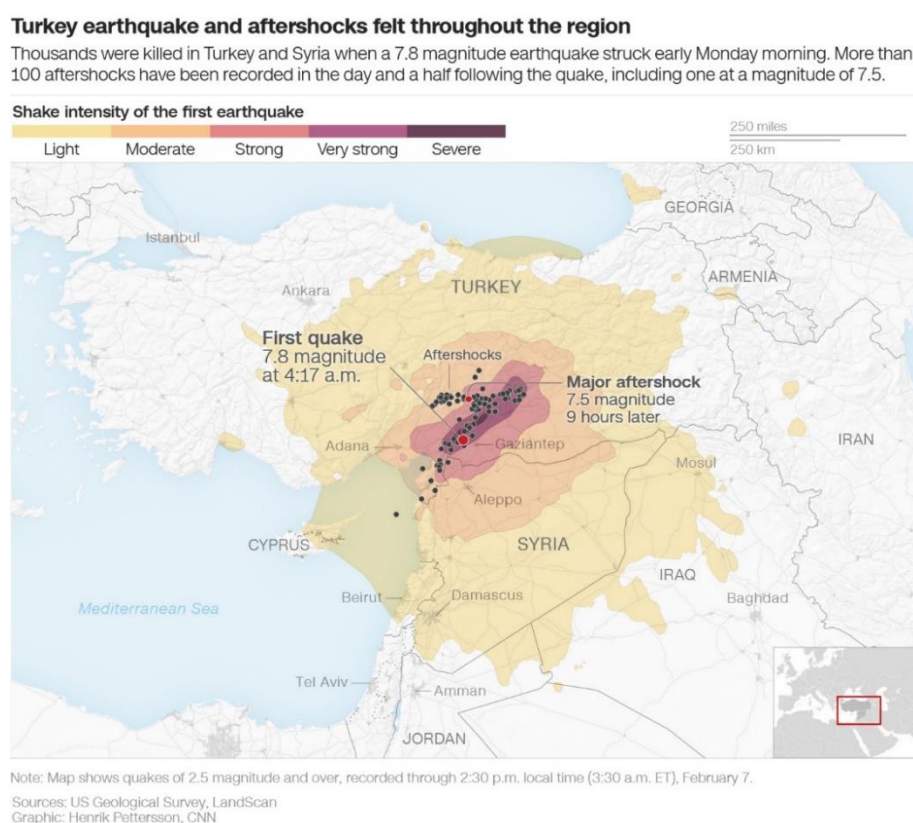 Turkey earthquake and aftershocks felt throughout the region
Thousands were killed in Turkey and Syria when a 7.8 magnitude earthquake struck early Monday morning. More than
100 aftershocks have been recorded in the day and a half following the quake, including one at a magnitude of 7.5.
Shake intensity of the first earthquake
Light
Moderate
Strong
Very strong
Severe
250 miles
250 km
GEORGIA
Istanbul
ARMENIA
Ankara
TURKEY
First quake
7.8 magnitude
at 4:17 a.m.
Aftershocks
Major aftershock
7.5 magnitude
9 hours later
Adana
Gaziantep
IRAN
Mosul
Aleppo
CYPRUS
SYRIA
IRAQ
Mediterranean Sea
Beirut
Damascus
Baghdad
Tel Aviv
Amman
JORDAN
Note: Map shows quakes of 2.5 magnitude and over, recorded through 2:30 p.m. local time (3:30 a.m. ET), February 7.
Sources: US Geological Survey, LandScan
Graphic: Henrik Pettersson, CNN